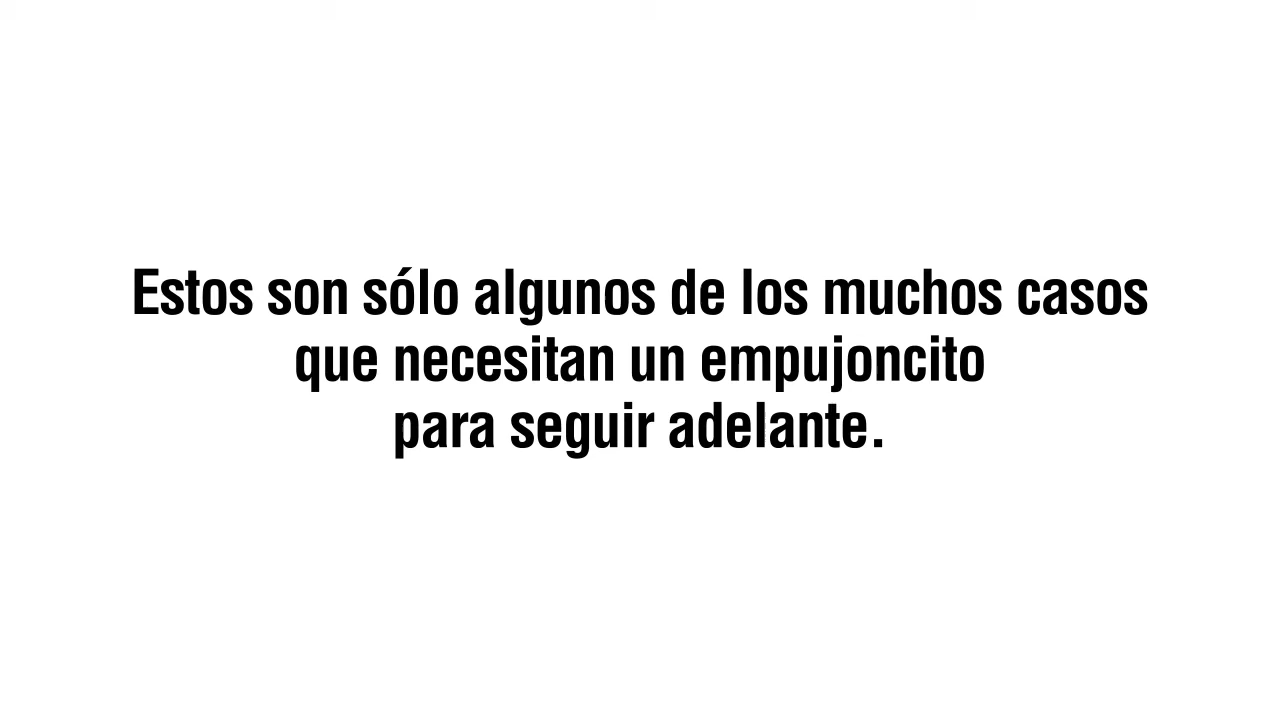 Estos son sólo algunos de los muchos casos
que necesitan un empujoncito
para seguir adelante.